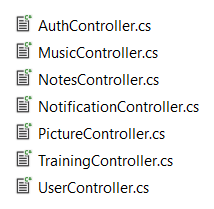 AuthController.cs
MusicController.cs
NotesController.cs
NotificationController.cs
PictureController.cs
TrainingController.cs
UserController.cs